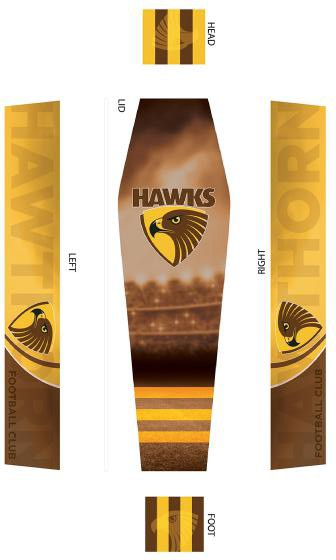 HEAD
LID
HAWKS
LEFT
HAWTHORN
FOOTBALL CLUB
RIGHT
HAWTHORN
FOOTBALL CLUB
FOOT